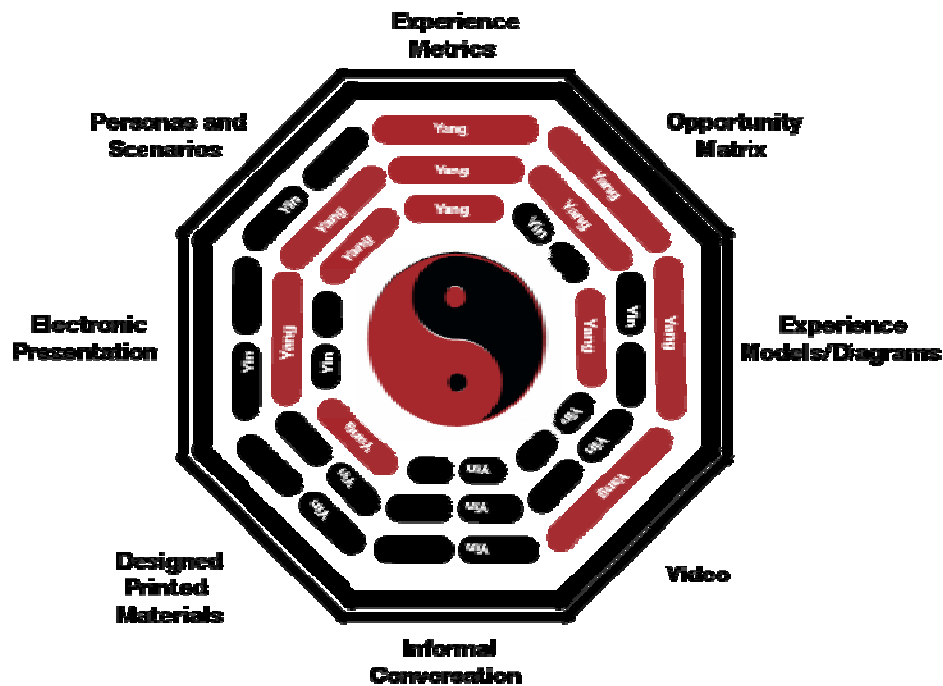 Experience
Metrics
Personas and
Scenarios
Opportunity
Matrix
Electronic
Presentation
Experience
Models/Diagrams
Designed
Printed
Materials
Video
Informal
Conversation
Yang
Yang
Yang
Yang
Yang
Yin
Yang
Yin
Yang
Yang
Yin
Yin
Yin
Yin
Yin
Yang
Yin
Yin
Yang
Yin
Yang
Yin
Yang
Yang